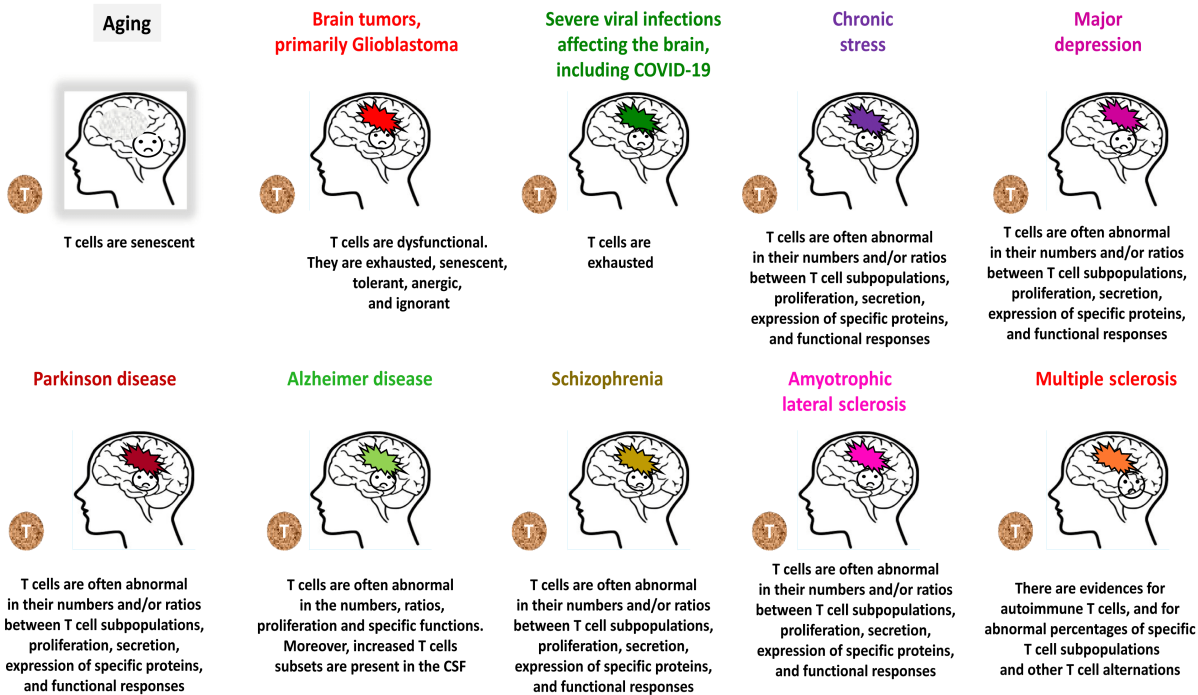 Aging
T
T cells are senescent
Brain tumors,
primarily Glioblastoma
T
T cells are dysfunctional.
They are exhausted, senescent,
tolerant, anergic,
and ignorant
Severe viral infections
affecting the brain,
including COVID-19
T
T cells are
exhausted
Chronic
stress
T
T cells are often abnormal
in their numbers and/or ratios
between T cell subpopulations,
proliferation, secretion,
expression of specific proteins,
and functional responses
Major
depression
T
T cells are often abnormal
in their numbers and/or ratios
between T cell subpopulations,
proliferation, secretion,
expression of specific proteins,
and functional responses
Parkinson disease
T
T cells are often abnormal
in their numbers and/or ratios
between T cell subpopulations,
proliferation, secretion,
expression of specific proteins,
and functional responses
Alzheimer disease
T
T cells are often abnormal
in the numbers, ratios,
proliferation and specific functions.
Moreover, increased T cells
subsets are present in the CSF
Schizophrenia
T
T cells are often abnormal
in their numbers and/or ratios
between T cell subpopulations,
proliferation, secretion,
expression of specific proteins,
and functional responses
Amyotrophic
lateral sclerosis
T
T cells are often abnormal
in their numbers and/or ratios
between T cell subpopulations,
proliferation, secretion,
expression of specific proteins,
and functional responses
Multiple sclerosis
T
There are evidences for
autoimmune T cells, and for
abnormal percentages of specific
T cell subpopulations
and other T cell alternations